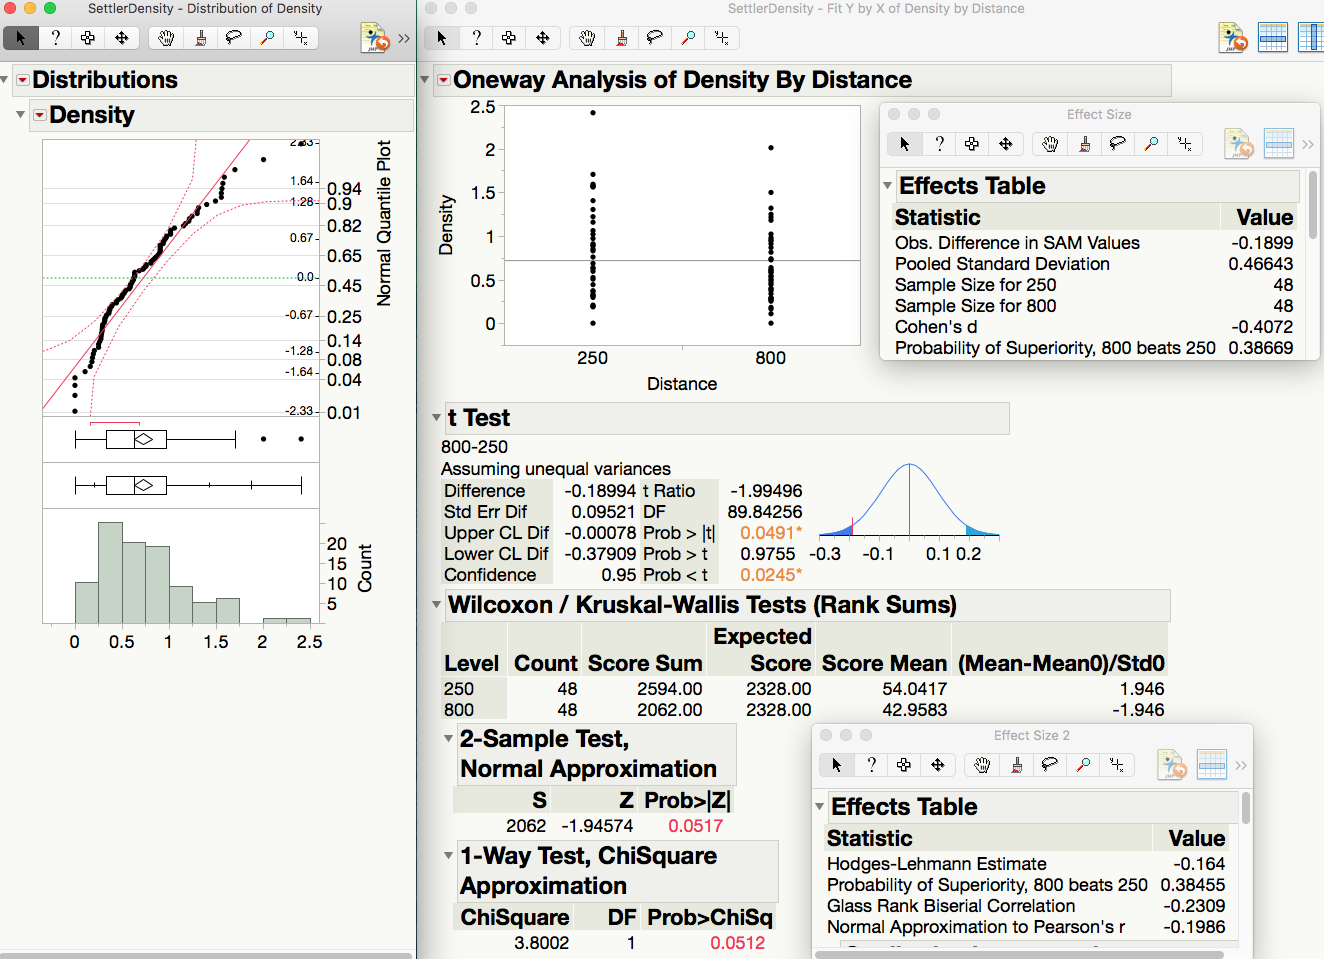 SettlerDensity - Distribution of Density
Distributions
Density
1.64
1.28
0.67
0.0
-0.67
-1.28
-1.64
-2.33
0.94
0.9
0.82
0.65
0.45
0.25
0.14
0.08
0.04
0.01
Normal Quantile Plot
20
15
10
5
Count
0 0.5 1 1.5 2 2.5
SettlerDensity - Fit Y by X of Density by Distance
Oneway Analysis of Density By Distance
2.5
2
1.5
1
0.5
0
Density
250 800
Distance
Effect Size
Effects Table
Statistic Value
Obs. Difference in SAM Values -0.1899
Pooled Standard Deviation 0.46643
Sample Size for 250 48
Sample Size for 800 48
Cohen's d -0.4072
Probability of Superiority, 800 beats 250 0.38669
t Test
800-250
Assuming unequal variances
Difference -0.18994 t Ratio -1.99496
Std Err Dif 0.09521 DF 89.84256
Upper CL Dif -0.00078 Prob > |t| 0.0491*
Lower CL Dif -0.37909 Prob > t 0.9755
Confidence 0.95 Prob < t 0.0245*
-0.3 -0.1 0.1 0.2
Wilcoxon / Kruskal-Wallis Tests (Rank Sums)
Expected
Level Count Score Sum Score Score Mean (Mean-Mean0)/Std0
250 48 2594.00 2328.00 54.0417 1.946
800 48 2062.00 2328.00 42.9583 -1.946
2-Sample Test,
Normal Approximation
S Z Prob>|Z|
2062 -1.94574 0.0517
1-Way Test, ChiSquare
Approximation
ChiSquare DF Prob>ChiSq
3.8002 1 0.0512
Effect Size 2
Effects Table
Statistic Value
Hodges-Lehmann Estimate -0.164
Probability of Superiority, 800 beats 250 0.38455
Glass Rank Biserial Correlation -0.2309
Normal Approximation to Pearson's r -0.1986